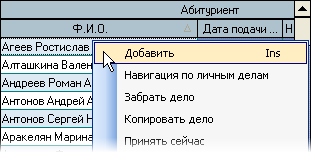 Абитуриент
Ф.И.О. Дата подачи ... Н
Агеев Ростислав
Добавить Ins
Алташкина Вален
Навигация по личным делам
Андреев Роман А
Забрать дело
Антонов Андрей А
Копировать дело
Антонов Сергей Н
Аракелян Марина
Принять сейчас